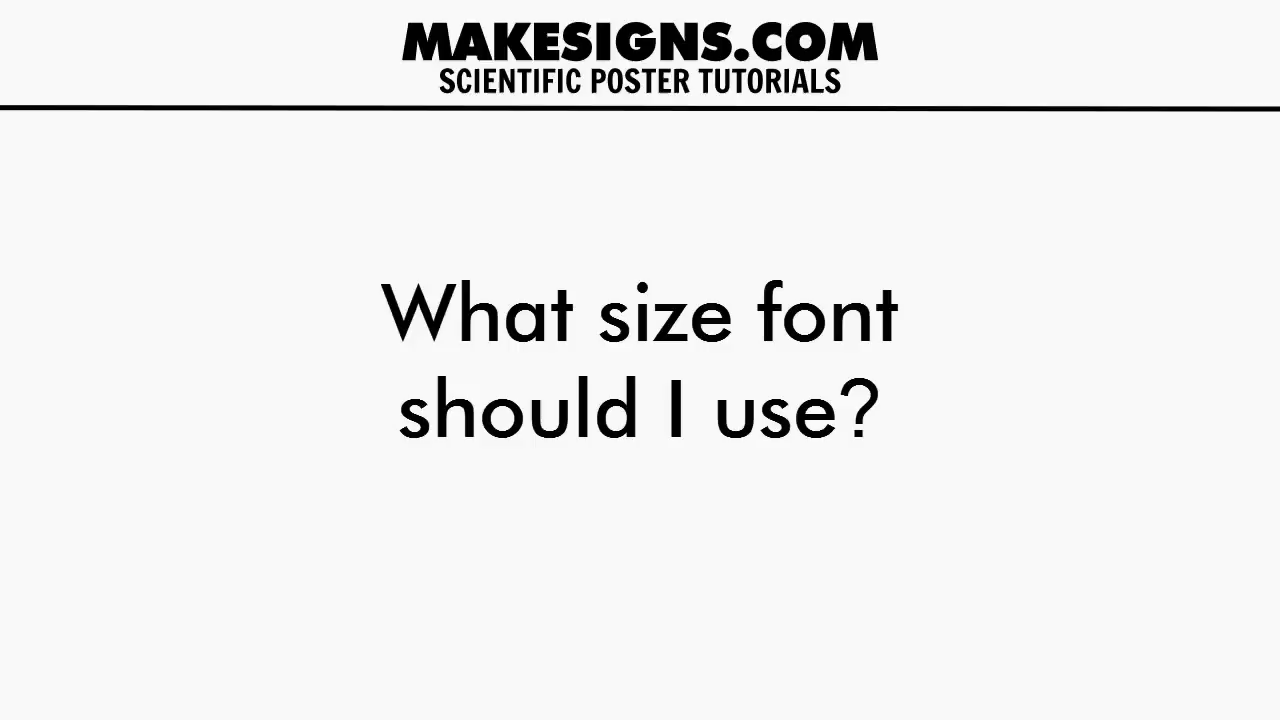 MAKESIGNS.COM
SCIENTIFIC POSTER TUTORIALS
What size font
should I use?